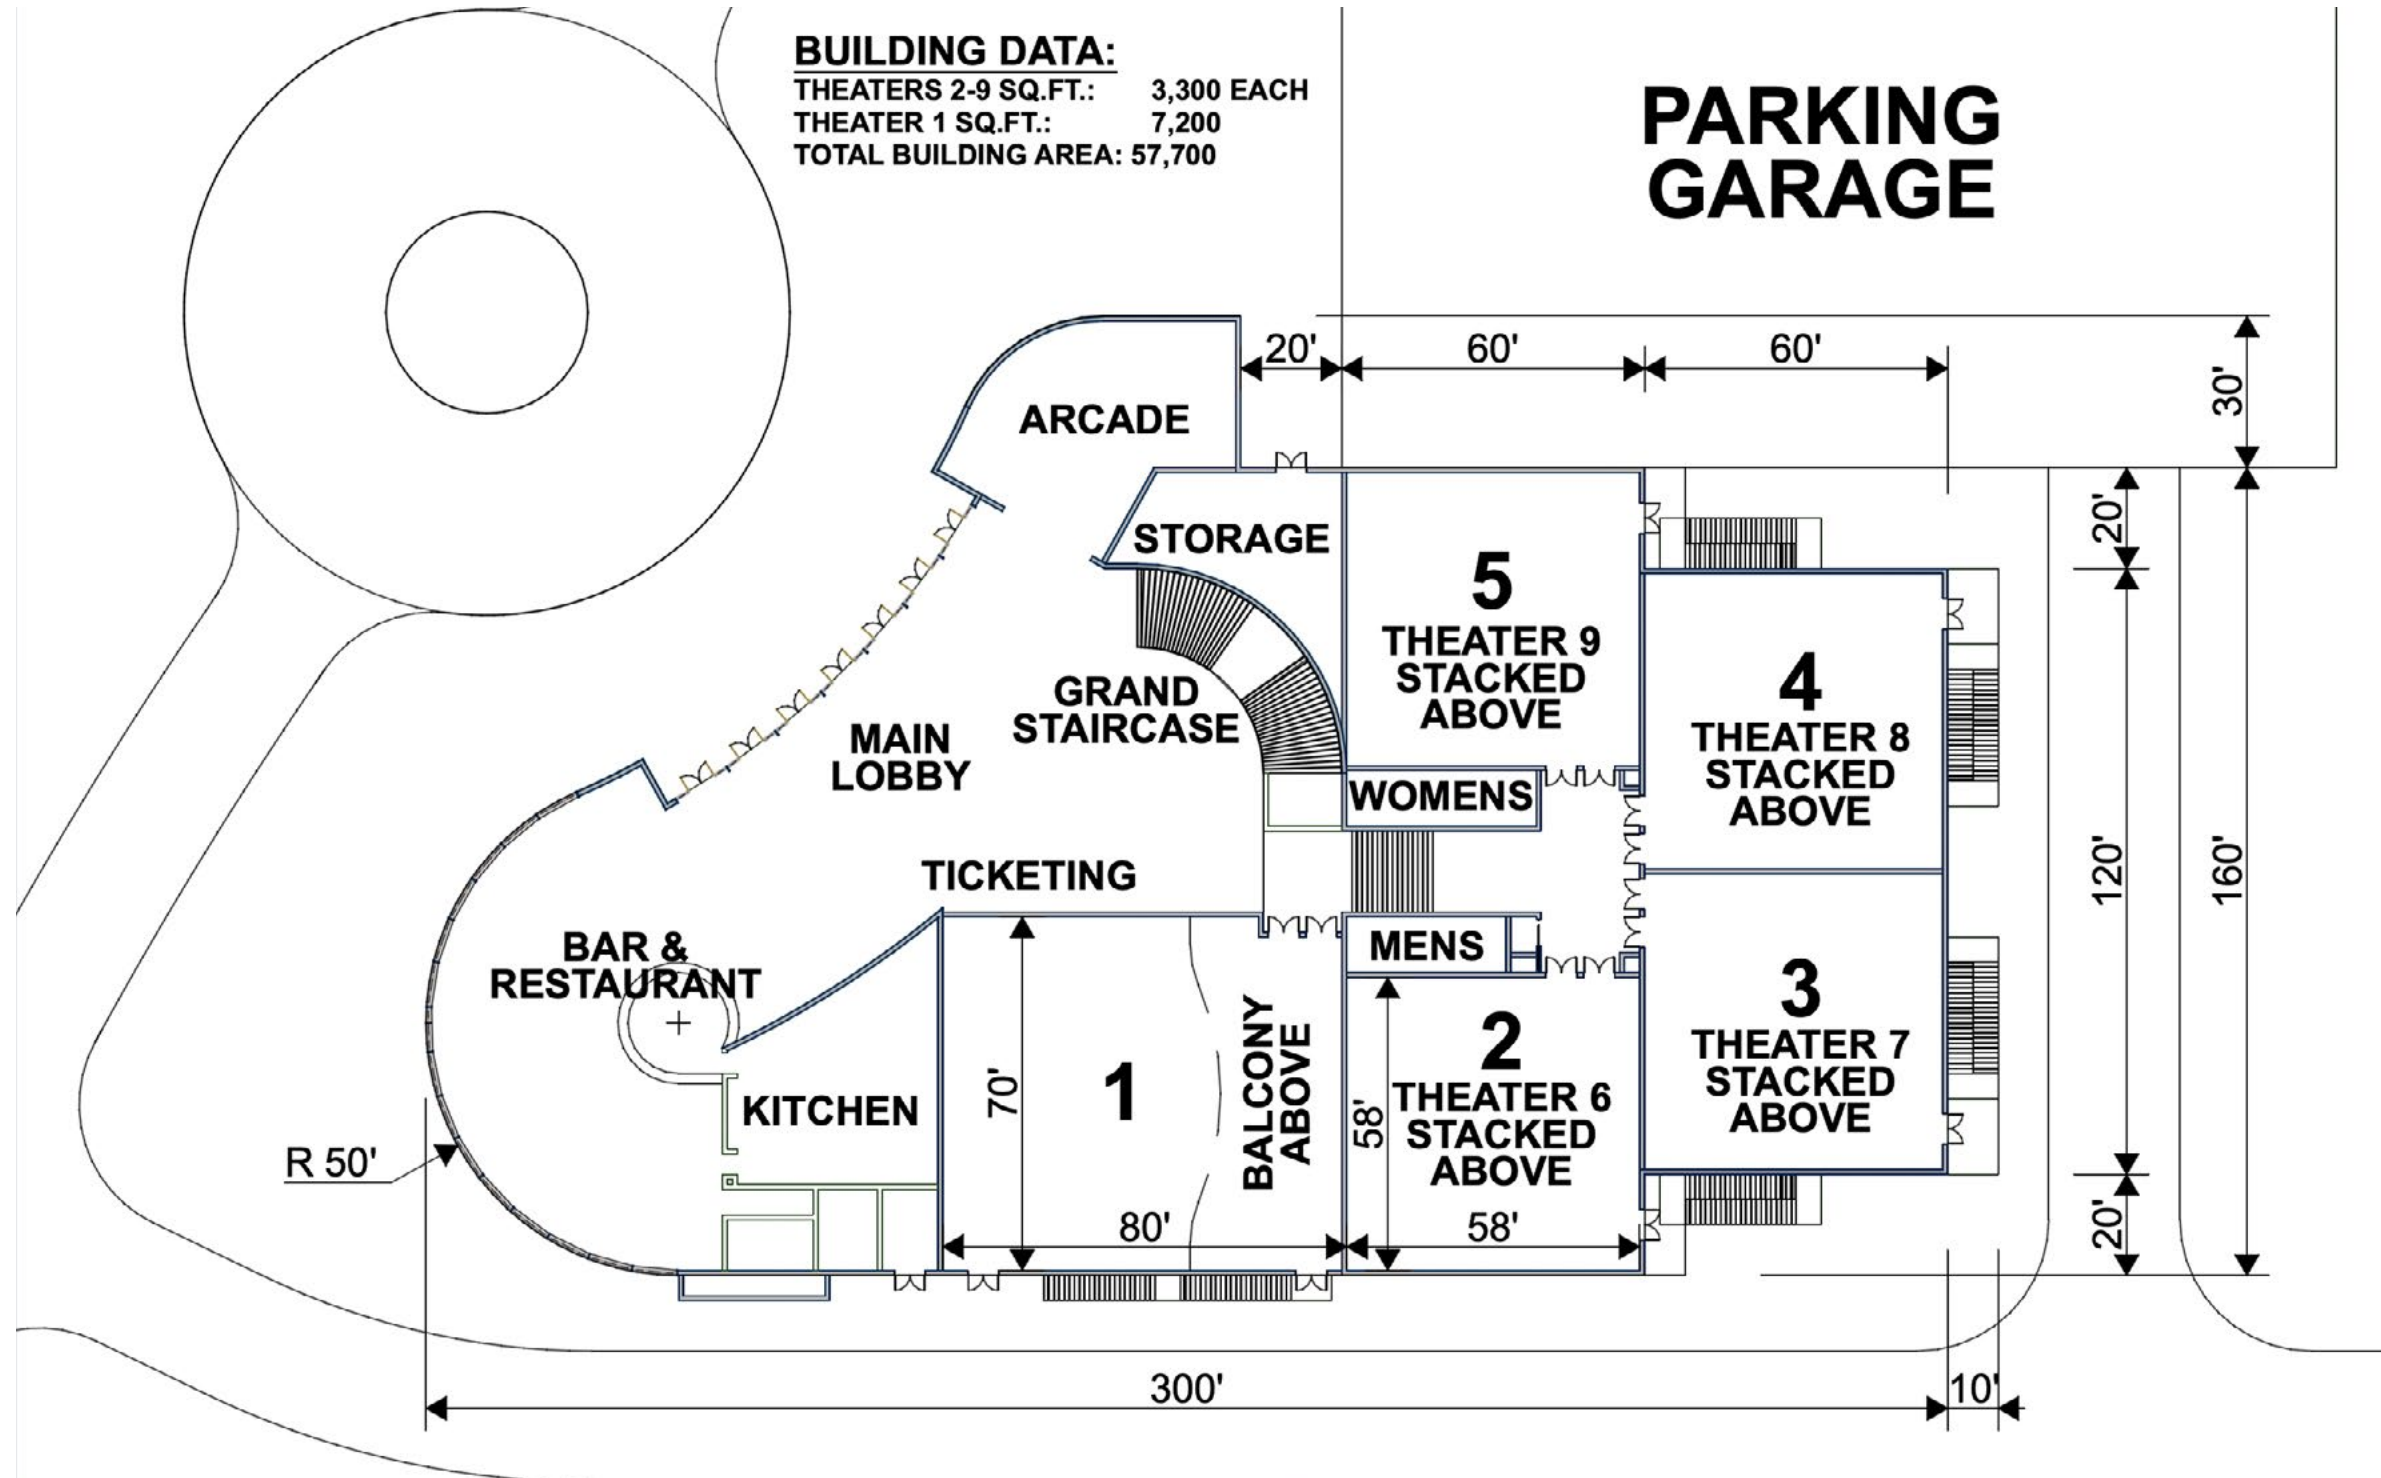 BUILDING DATA:
THEATERS 2-9 SQ.FT.: 3,300 EACH
THEATER 1 SQ.FT.: 7,200
TOTAL BUILDING AREA: 57,700
PARKING
GARAGE
20'
60'
60'
30'
ARCADE
STORAGE
20'
5
THEATER 9
STACKED
ABOVE
4
THEATER 8
STACKED
ABOVE
GRAND
STAIRCASE
MAIN
LOBBY
WOMENS
TICKETING
120'
160'
BAR &
RESTAURANT
MENS
3
THEATER 7
STACKED
ABOVE
2
THEATER 6
STACKED
ABOVE
1
70'
BALCONY
ABOVE
58'
KITCHEN
R 50'
80'
58'
20'
300'
10'